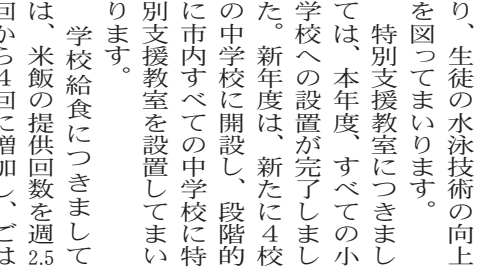 り、生徒の水泳技術の向上
を図ってまいります。
　特別支援教室につきまし
ては、本年度、すべての小
学校への設置が完了しまし
た。新年度は、新たに４校
の中学校に開設し、段階的
に市内すべての中学校に特
別支援教室を設置してまい
ります。
　学校給食につきまして
は、米飯の提供回数を週2.5
回から４回に増加し、ごは